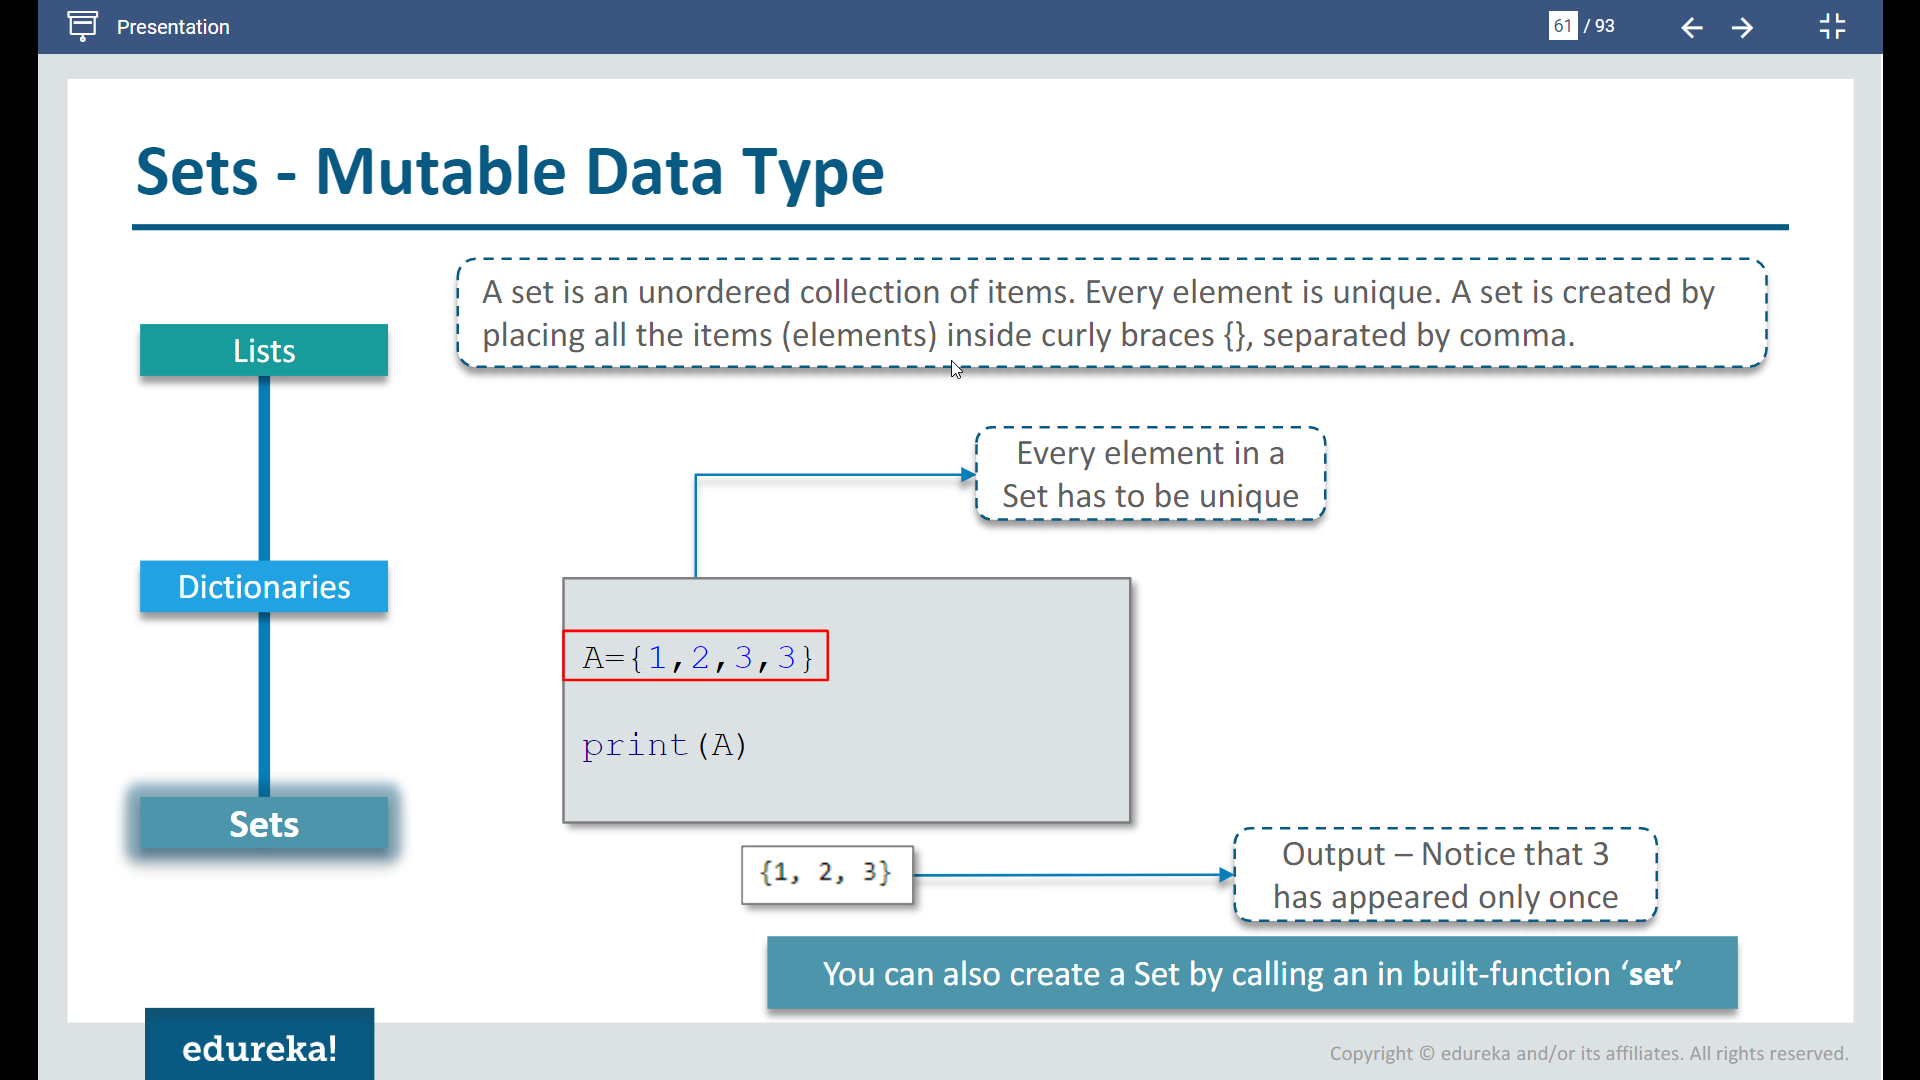 Presentation
61 / 93
Sets - Mutable Data Type
A set is an unordered collection of items. Every element is unique. A set is created by
placing all the items (elements) inside curly braces {}, separated by comma.
Lists
Dictionaries
Sets
Every element in a
Set has to be unique
A={1,2,3,3}
print(A)
{1, 2, 3}
Output – Notice that 3
has appeared only once
You can also create a Set by calling an in built-function ‘set’
edureka!
Copyright © edureka and/or its affiliates. All rights reserved.